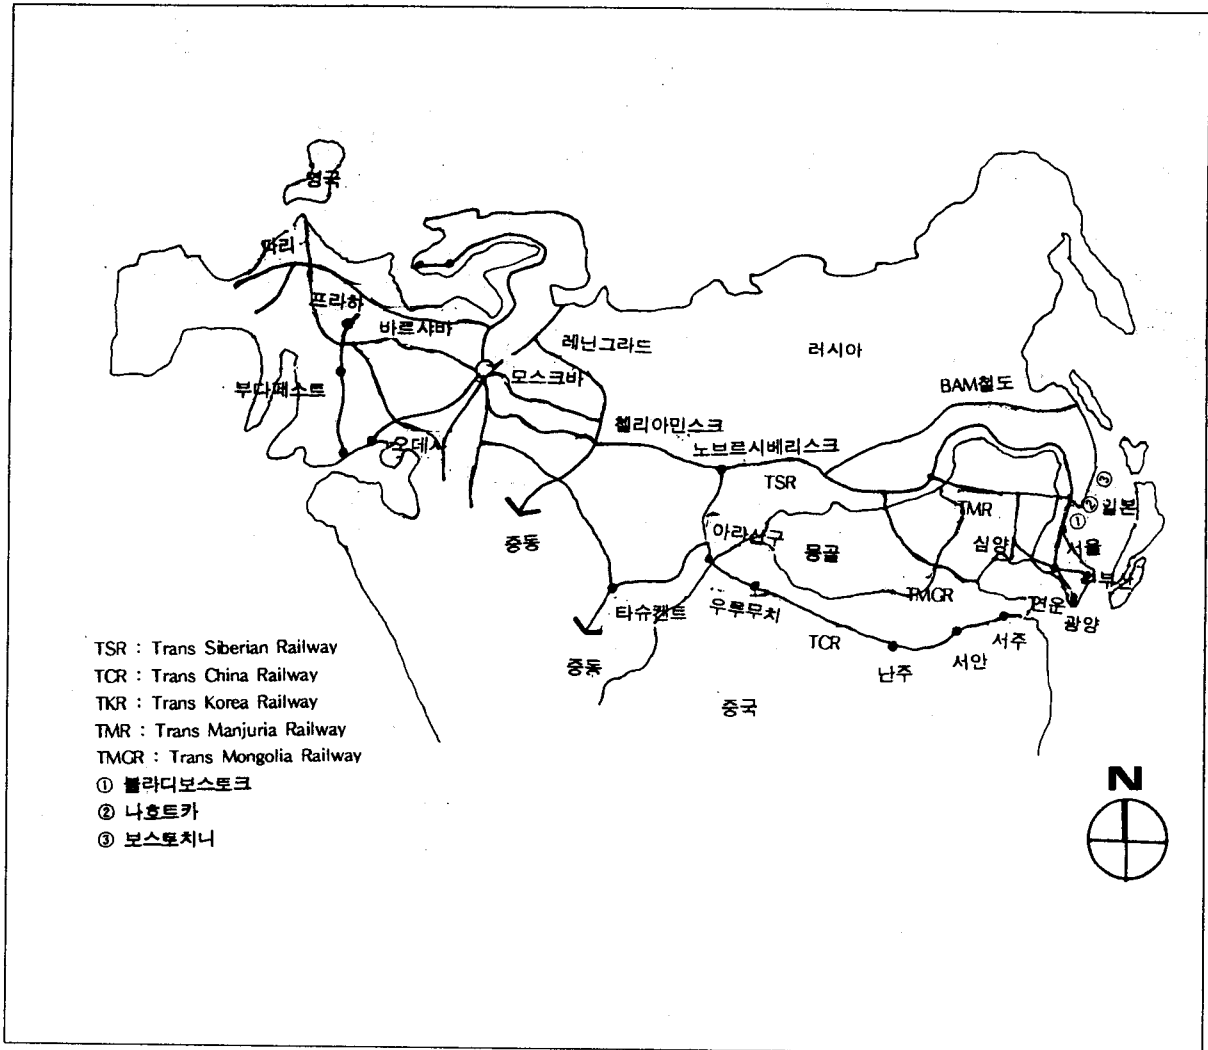 영국
파리
프라하
바르샤바
레닌그라드
러시아
부다페스트
모스크바
BAM철도
첼리아빈스크
오데사
노브르시베리스크
TSR
③
② 일본
①
TMR
중동
아라산구
몽골
심양
서울
부산
타슈켄트
우루무치
TMGR
연운
광양
TCR
서주
서안
중동
난주
중국
TSR : Trans Siberian Railway
TCR : Trans China Railway
TKR : Trans Korea Railway
TMR : Trans Manjuria Railway
TMGR : Trans Mongolia Railway
①블라디보스토크
② 나호트카
③ 보스토치니
N